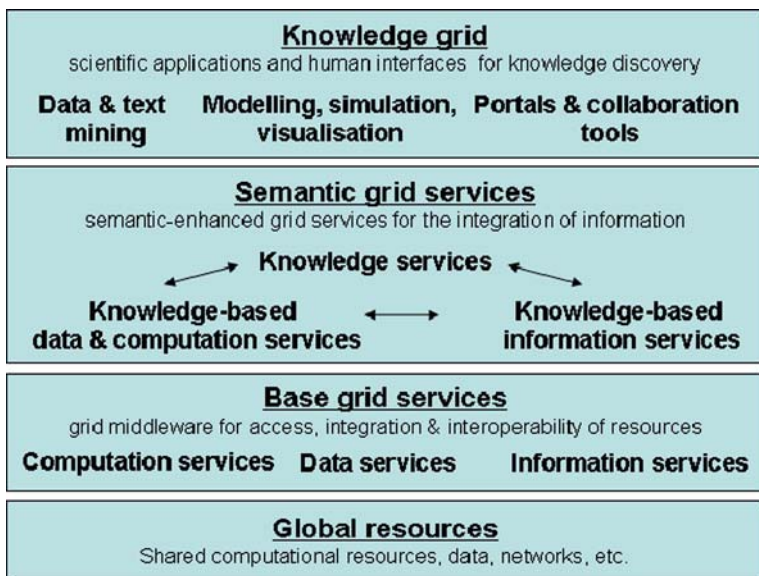 Knowledge grid
scientific applications and human interfaces for knowledge discovery
Data & text Modelling, simulation, Portals & collaboration
mining visualisation tools
Semantic grid services
semantic-enhanced grid services for the integration of information
Knowledge services
Knowledge-based Knowledge-based
data & computation services information services
Base grid services
grid middleware for access, integration & interoperability of resources
Computation services Data services Information services
Global resources
Shared computational resources, data, networks, etc.